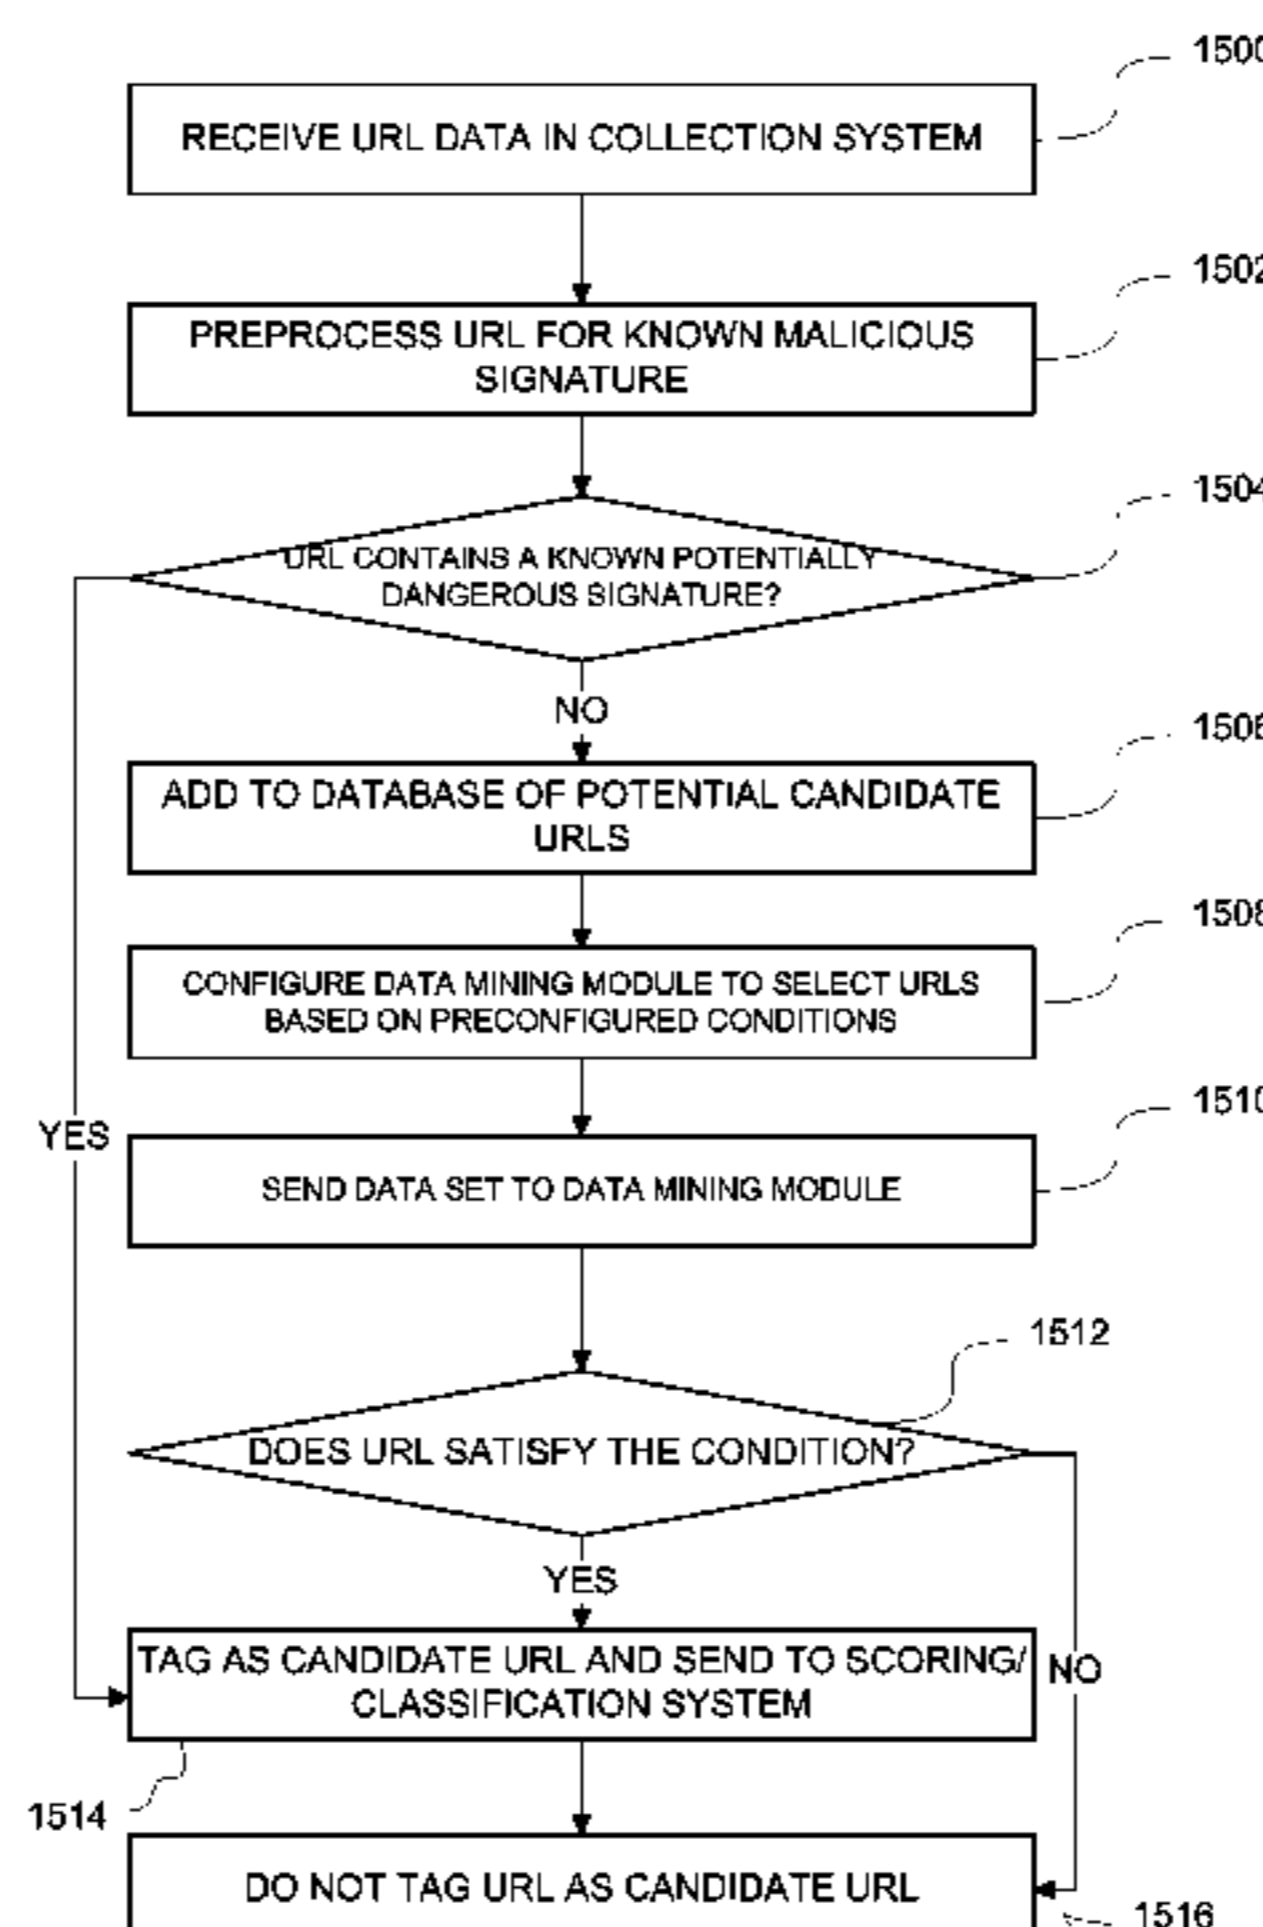 1500
RECEIVE URL DATA IN COLLECTION SYSTEM
1502
PREPROCESS URL FOR KNOWN MALICIOUS
SIGNATURE
1504
URL CONTAINS A KNOWN POTENTIALLY
DANGEROUS SIGNATURE?
NO
1506
ADD TO DATABASE OF POTENTIAL CANDIDATE
URLS
1508
CONFIGURE DATA MINING MODULE TO SELECT URLS
BASED ON PRECONFIGURED CONDITIONS
1510
YES
SEND DATA SET TO DATA MINING MODULE
1512
DOES URL SATISFY THE CONDITION?
YES
TAG AS CANDIDATE URL AND SEND TO SCORING/
CLASSIFICATION SYSTEM
NO
1514
DO NOT TAG URL AS CANDIDATE URL
1516